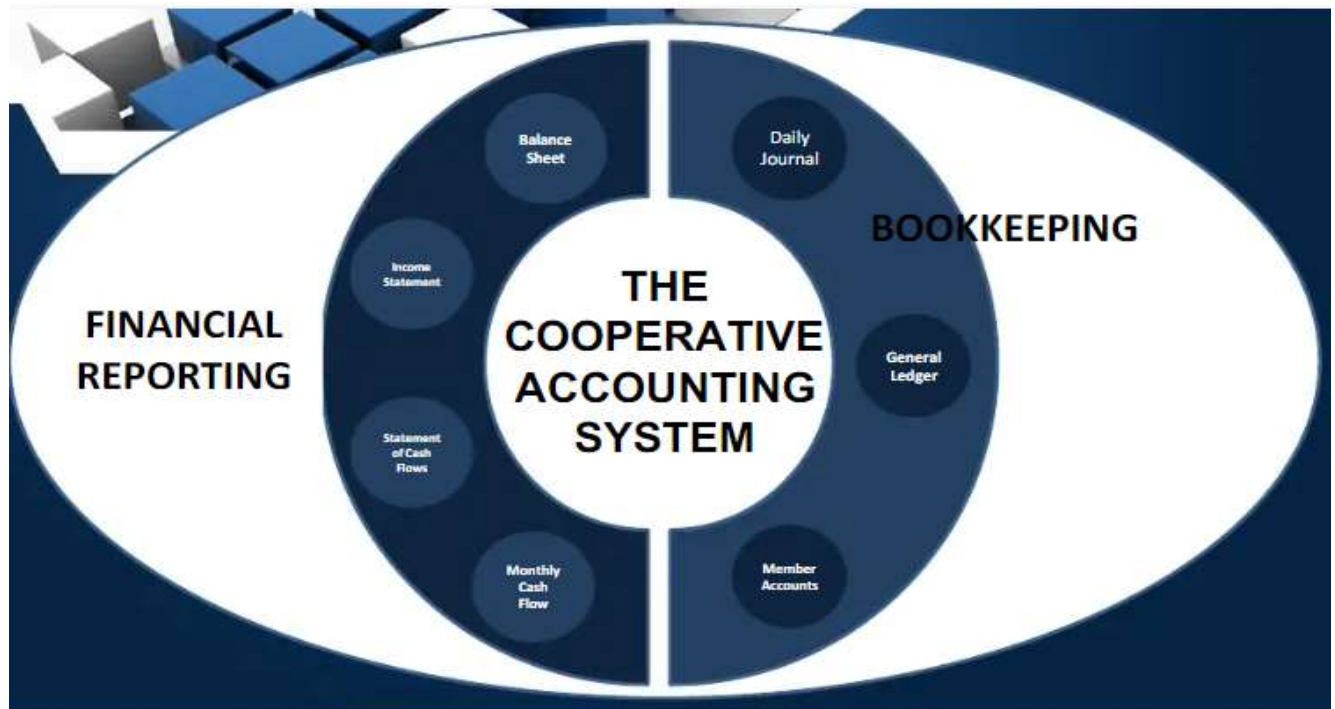 FINANCIAL
REPORTING
Balance
Sheet
Income
Statement
Statement
of Cash
Flows
Monthly
Cash
Flow
THE
COOPERATIVE
ACCOUNTING
SYSTEM
Daily
Journal
BOOKKEEPING
General
Ledger
Member
Accounts